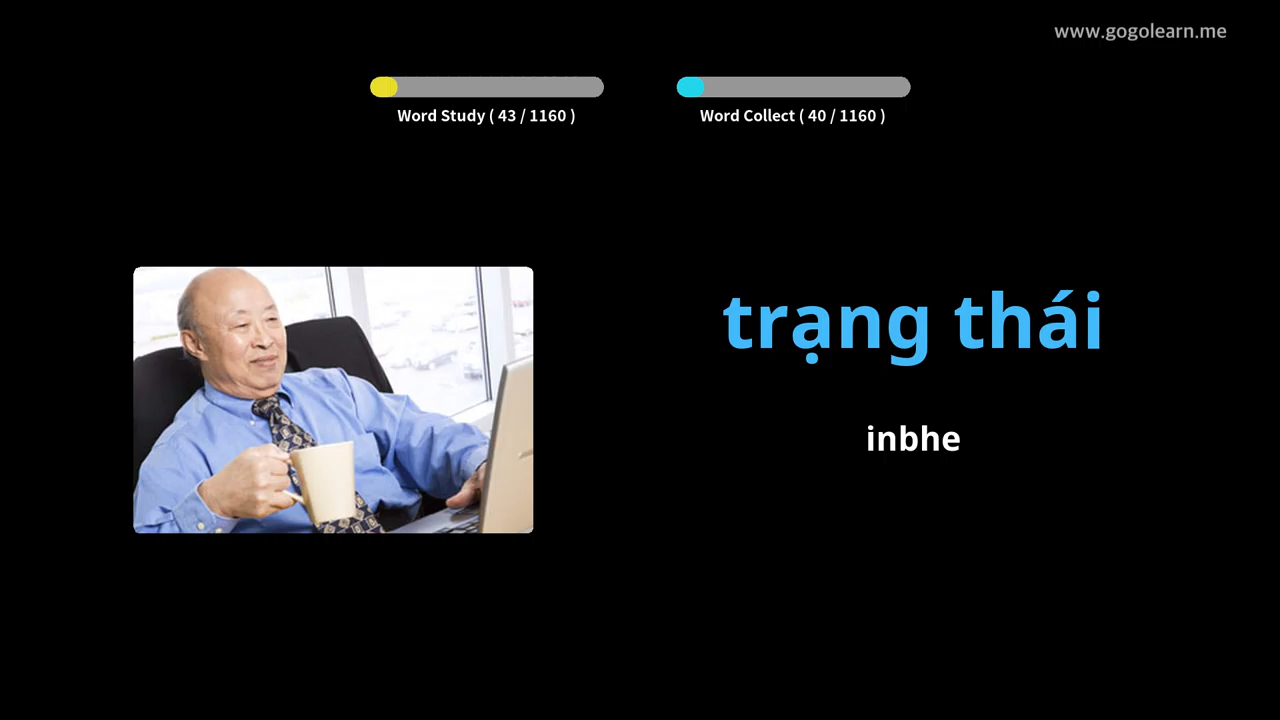 www.gogolearn.me
Word Study ( 43 / 1160 )
Word Collect ( 40 / 1160 )
trạng thái
inbhe